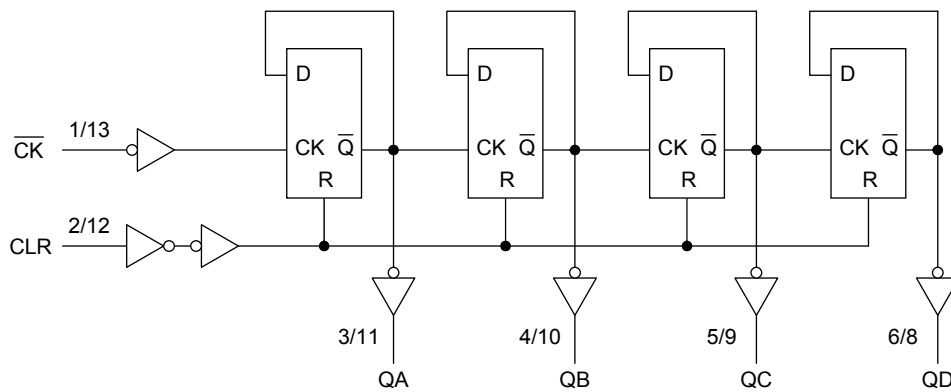 D D D D
1/13
C̅K̅ CK Q̅ CK Q̅ CK Q̅ CK Q̅
R R R R
2/12
CLR
3/11 4/10 5/9 6/8
QA QB QC QD